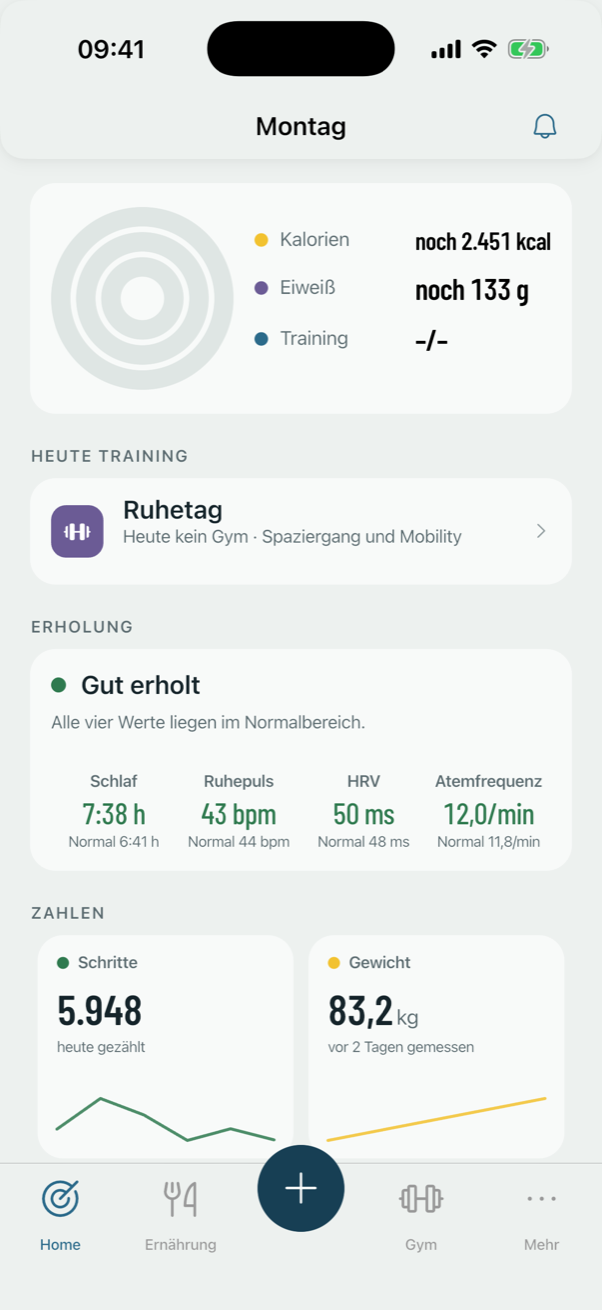 09:41
Montag
Kalorien noch 2.451 kcal
Eiweiß noch 133 g
Training -/-
HEUTE TRAINING
Ruhetag
Heute kein Gym · Spaziergang und Mobility
ERHOLUNG
Gut erholt
Alle vier Werte liegen im Normalbereich.
Schlaf Ruhepuls HRV Atemfrequenz
7:38 h 43 bpm 50 ms 12,0/min
Normal 6:41 h Normal 44 bpm Normal 48 ms Normal 11,8/min
ZAHLEN
Schritte Gewicht
5.948 83,2 kg
heute gezählt vor 2 Tagen gemessen
Home Ernährung Gym Mehr